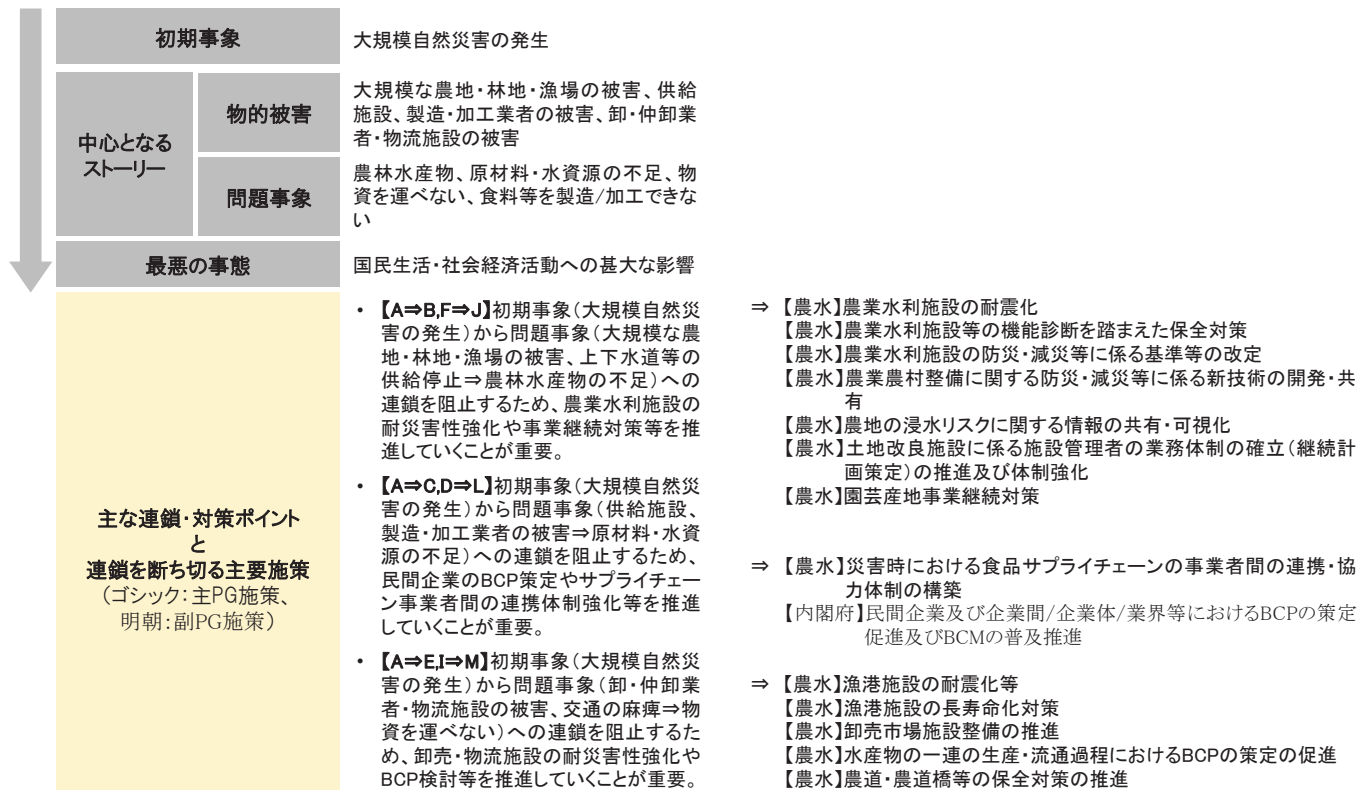 初期事象
大規模自然災害の発生
中心となる
ストーリー
物的被害
大規模な農地・林地・漁場の被害、供給
施設、製造・加工業者の被害、卸・仲卸業
者・物流施設の被害
問題事象
農林水産物、原材料・水資源の不足、物
資を運べない、食料等を製造/加工できな
い
最悪の事態
国民生活・社会経済活動への甚大な影響
主な連鎖・対策ポイント
と
連鎖を断ち切る主要施策
(ゴシック:主PG施策、
明朝:副PG施策)
・【A⇒B,F⇒J】初期事象(大規模自然災
害の発生)から問題事象(大規模な農
地・林地・漁場の被害、上下水道等の
供給停止⇒農林水産物の不足)への
連鎖を阻止するため、農業水利施設の
耐災害性強化や事業継続対策等を推
進していくことが重要。
⇒ 【農水】農業水利施設の耐震化
【農水】農業水利施設等の機能診断を踏まえた保全対策
【農水】農業水利施設の防災・減災等に係る基準等の改定
【農水】農業農村整備に関する防災・減災等に係る新技術の開発・共
有
【農水】農地の浸水リスクに関する情報の共有・可視化
【農水】土地改良施設に係る施設管理者の業務体制の確立(継続計
画策定)の推進及び体制強化
【農水】園芸産地事業継続対策
・【A⇒C,D⇒L】初期事象(大規模自然災
害の発生)から問題事象(供給施設、
製造・加工業者の被害⇒原材料・水資
源の不足)への連鎖を阻止するため、
民間企業のBCP策定やサプライチェー
ン事業者間の連携体制強化等を推進
していくことが重要。
⇒ 【農水】災害時における食品サプライチェーンの事業者間の連携・協
力体制の構築
【内閣府】民間企業及び企業間/企業体/業界等におけるBCPの策定
促進及びBCMの普及推進
・【A⇒E,I⇒M】初期事象(大規模自然災
害の発生)から問題事象(卸・仲卸業
者・物流施設の被害、交通の麻痺⇒物
資を運べない)への連鎖を阻止するた
め、卸売・物流施設の耐災害性強化や
BCP検討等を推進していくことが重要。
⇒ 【農水】漁港施設の耐震化等
【農水】漁港施設の長寿命化対策
【農水】卸売市場施設整備の推進
【農水】水産物の一連の生産・流通過程におけるBCPの策定の促進
【農水】農道・農道橋等の保全対策の推進